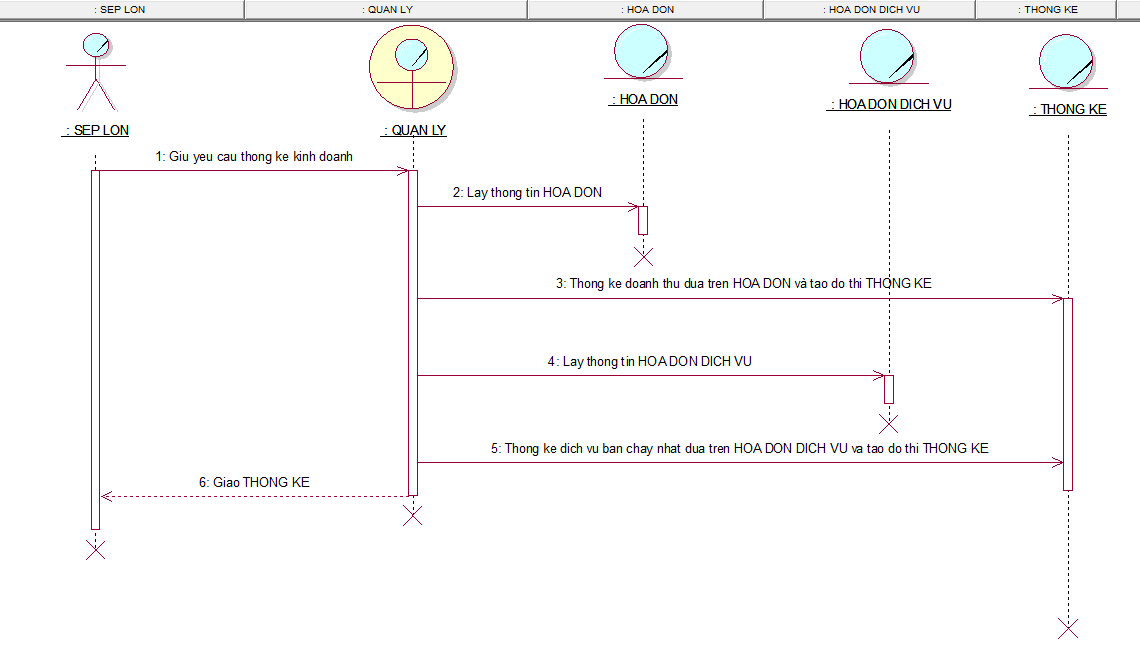 : SEP LON
: QUAN LY
: HOA DON
: HOA DON DICH VU
: THONG KE
: SEP LON
: QUAN LY
: HOA DON
: HOA DON DICH VU
: THONG KE
1: Giu yeu cau thong ke kinh doanh
2: Lay thong tin HOA DON
3: Thong ke doanh thu dua tren HOA DON và tao do thi THONG KE
4: Lay thong tin HOA DON DICH VU
5: Thong ke dich vu ban chay nhat dua tren HOA DON DICH VU va tao do thi THONG KE
6: Giao THONG KE